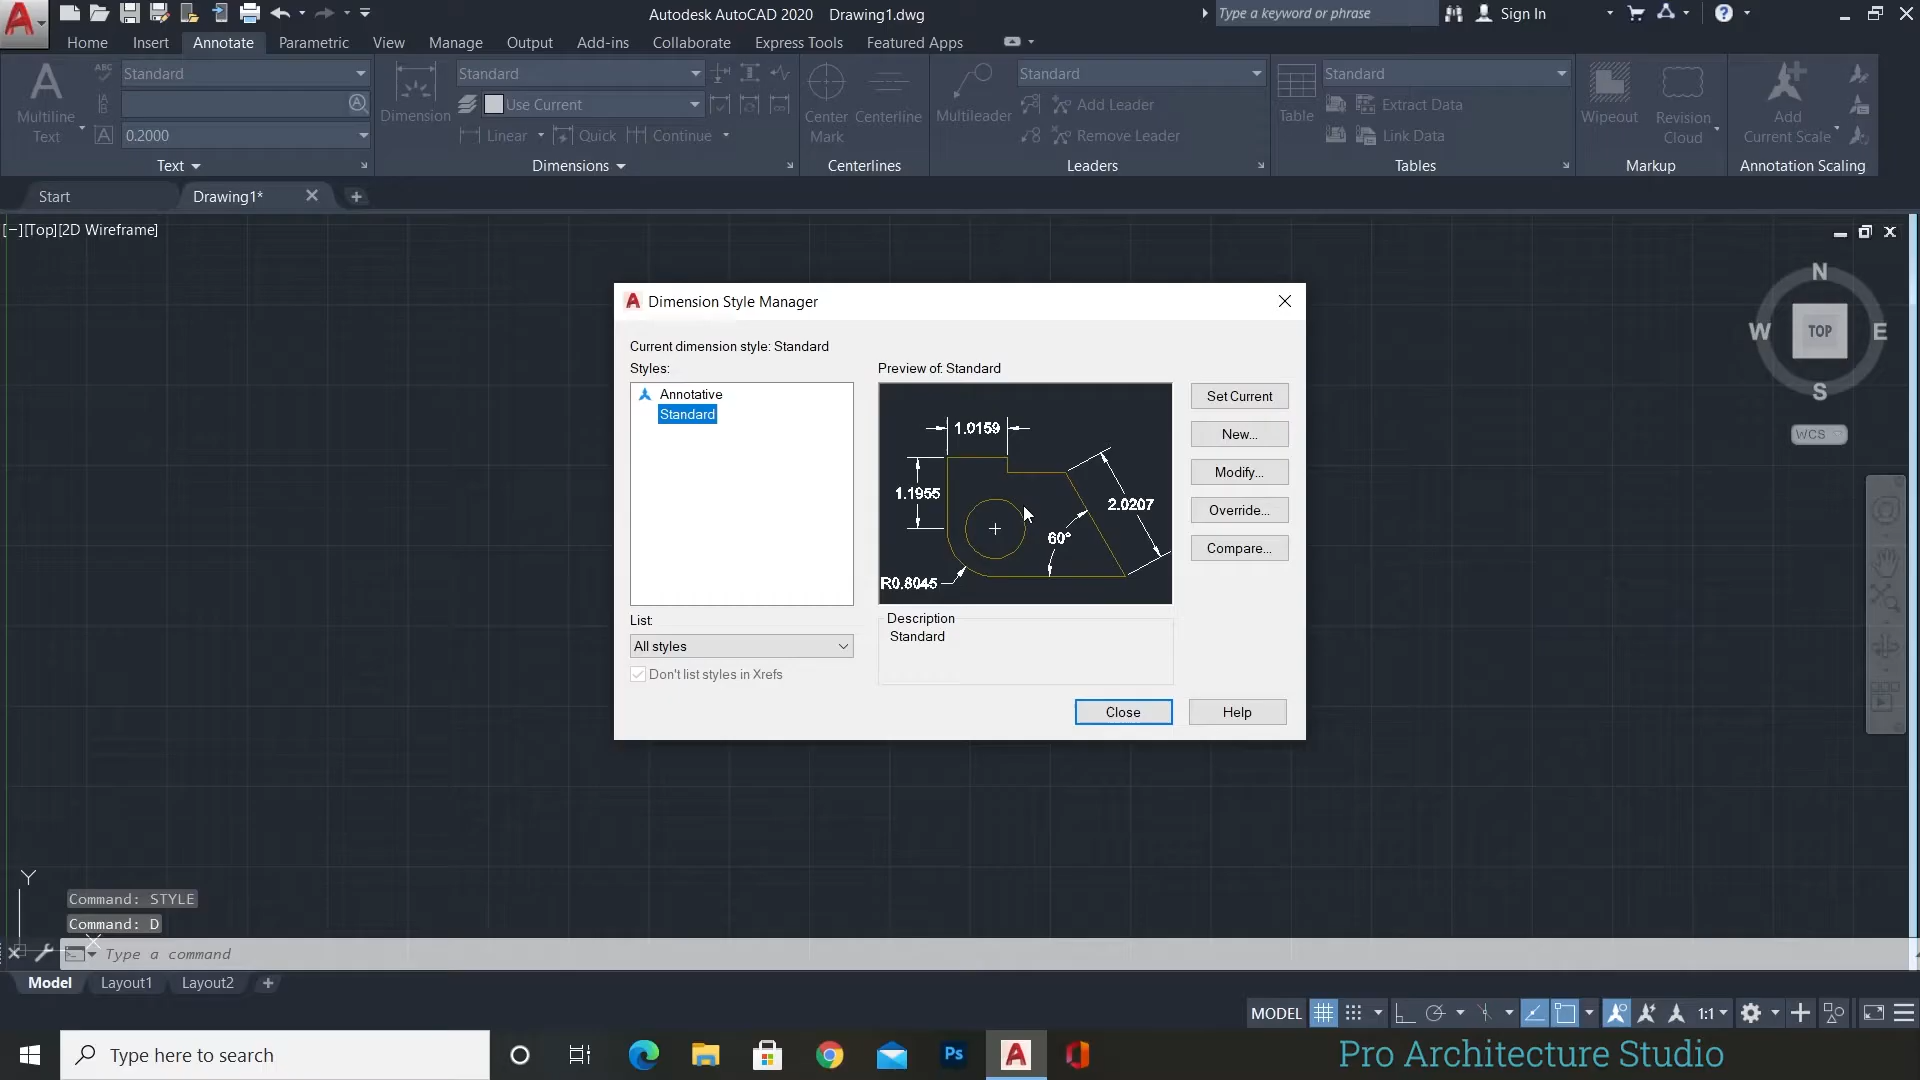 Autodesk AutoCAD 2020 Drawing1.dwg
Type a keyword or phrase
Sign In
Home Insert Annotate Parametric View Manage Output Add-ins Collaborate Express Tools Featured Apps
Standard
Multiline
Text
0.2000
Text
Dimension
Standard
Use Current
Linear Quick Continue
Dimensions
Center
Mark
Centerline
Centerlines
Multileader
Standard
Add Leader
Remove Leader
Leaders
Table
Standard
Extract Data
Link Data
Tables
Wipeout
Revision
Cloud
Markup
Add
Current Scale
Annotation Scaling
Start Drawing1*
[−][Top][2D Wireframe]
N
W TOP E
S
WCS
Dimension Style Manager
Current dimension style: Standard
Styles:
Annotative
Standard
List:
All styles
Don't list styles in Xrefs
Preview of: Standard
1.0159
1.1955
2.0207
60°
R0.8045
Description
Standard
Set Current
New...
Modify...
Override...
Compare...
Close Help
Y
X
Command: STYLE
Command: D
Type a command
Model Layout1 Layout2
MODEL 1:1
Type here to search
Ps
Pro Architecture Studio